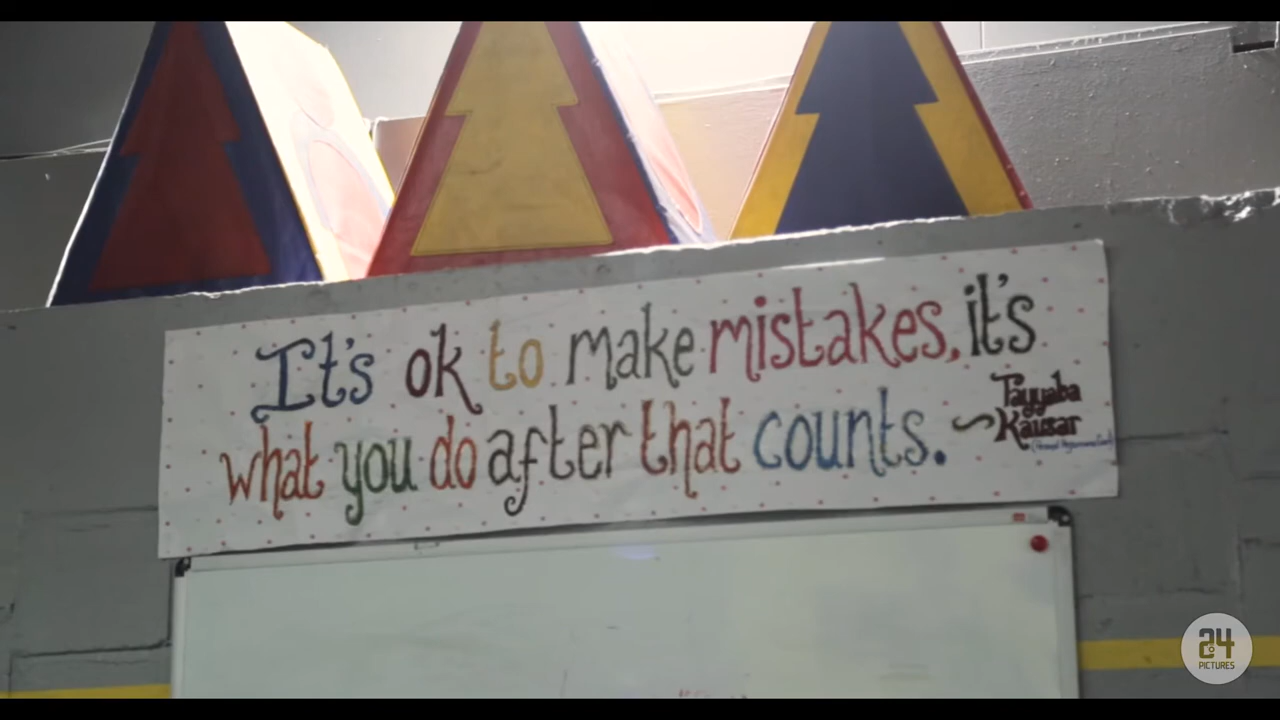 It's ok to make mistakes, it's
what you do after that counts.
~ Tayyaba
Kausar
24
PICTURES